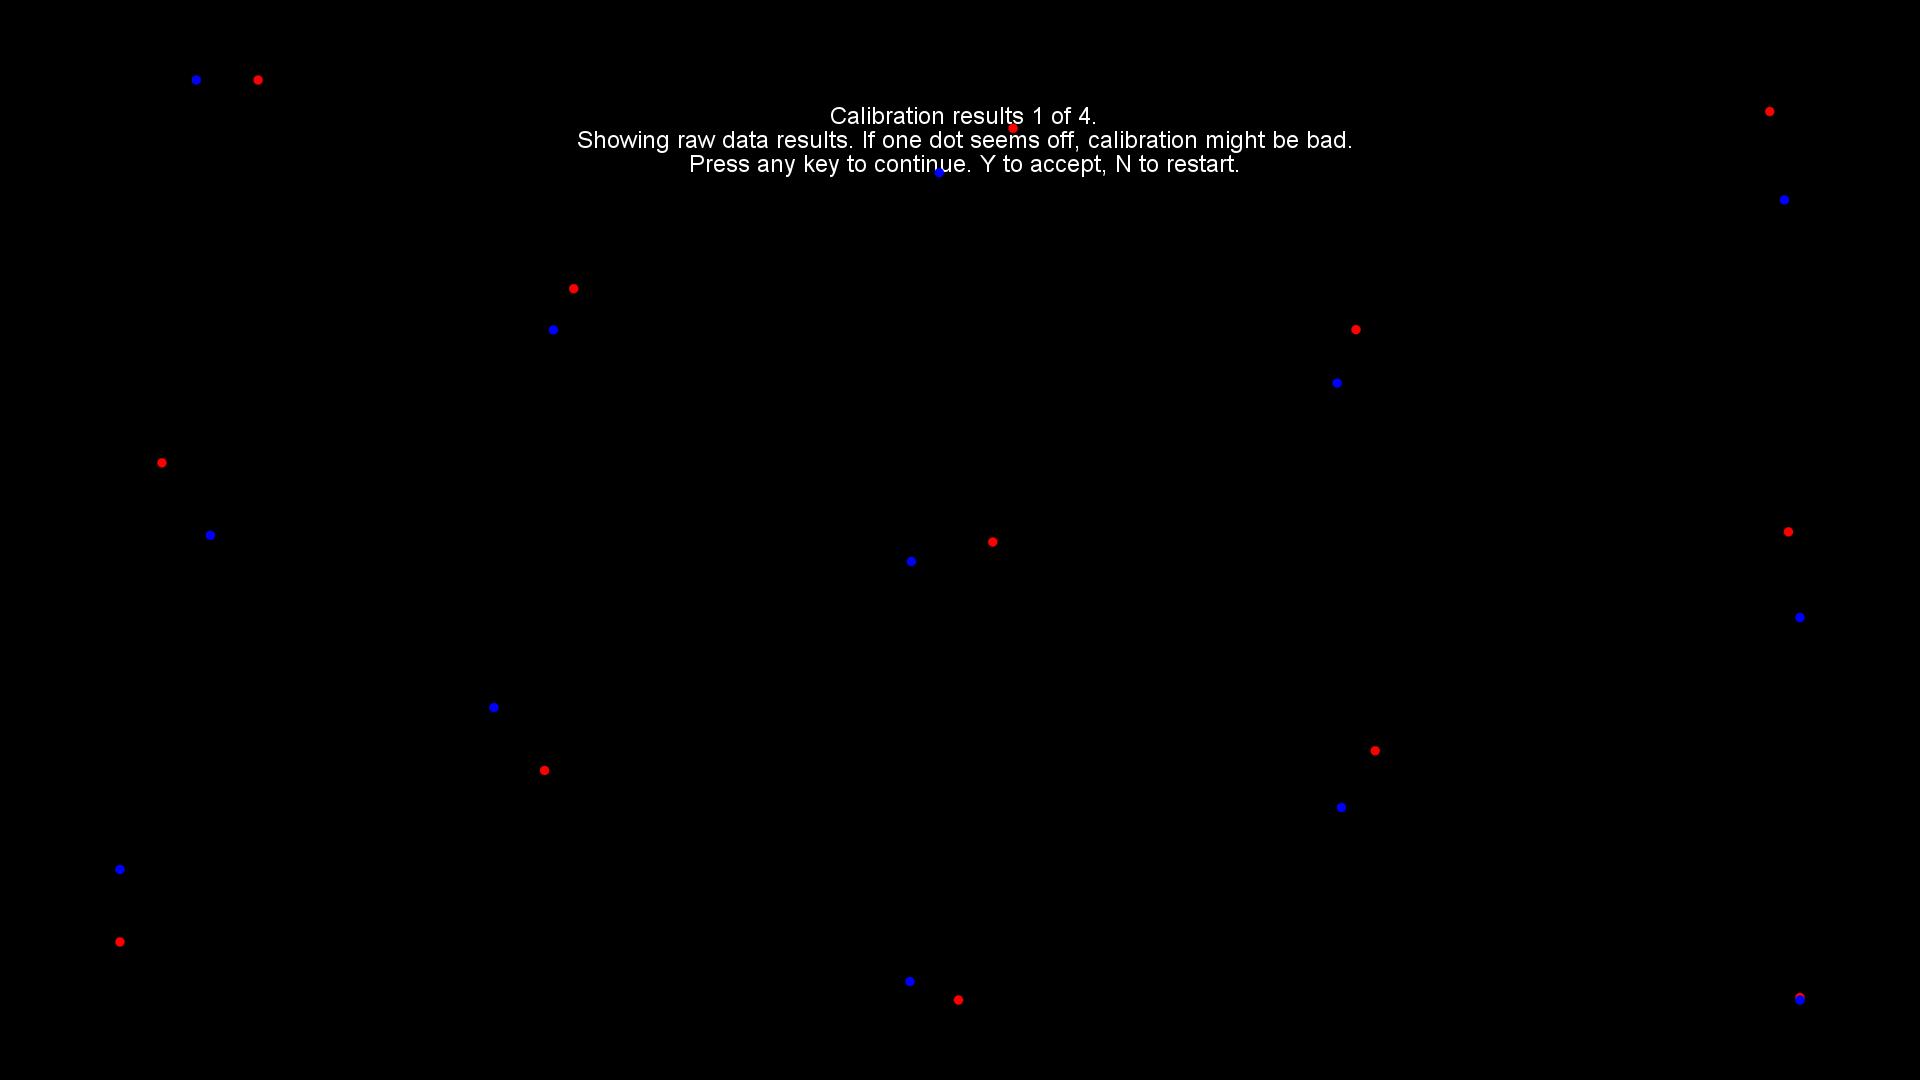 Calibration results 1 of 4.
Showing raw data results. If one dot seems off, calibration might be bad.
Press any key to continue. Y to accept, N to restart.